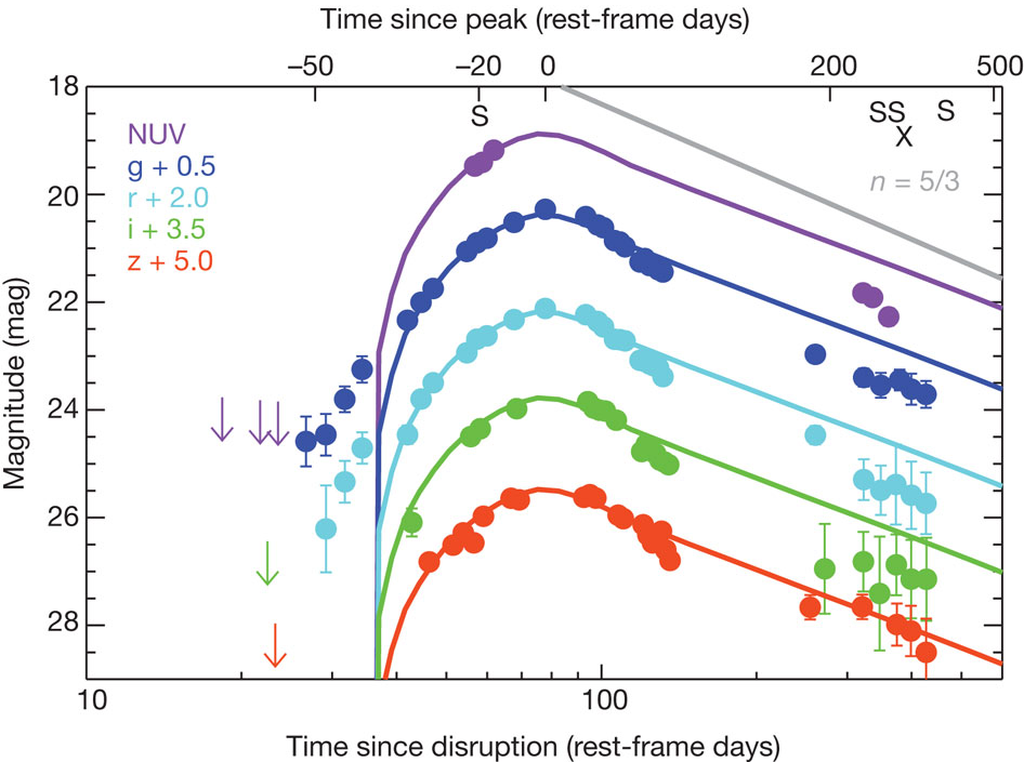 Time since peak (rest-frame days)
–50 –20 0 200 500
18
S
SS S
X
NUV
g + 0.5
r + 2.0
i + 3.5
z + 5.0
n = 5/3
20
22
24
26
28
Magnitude (mag)
10 100
Time since disruption (rest-frame days)